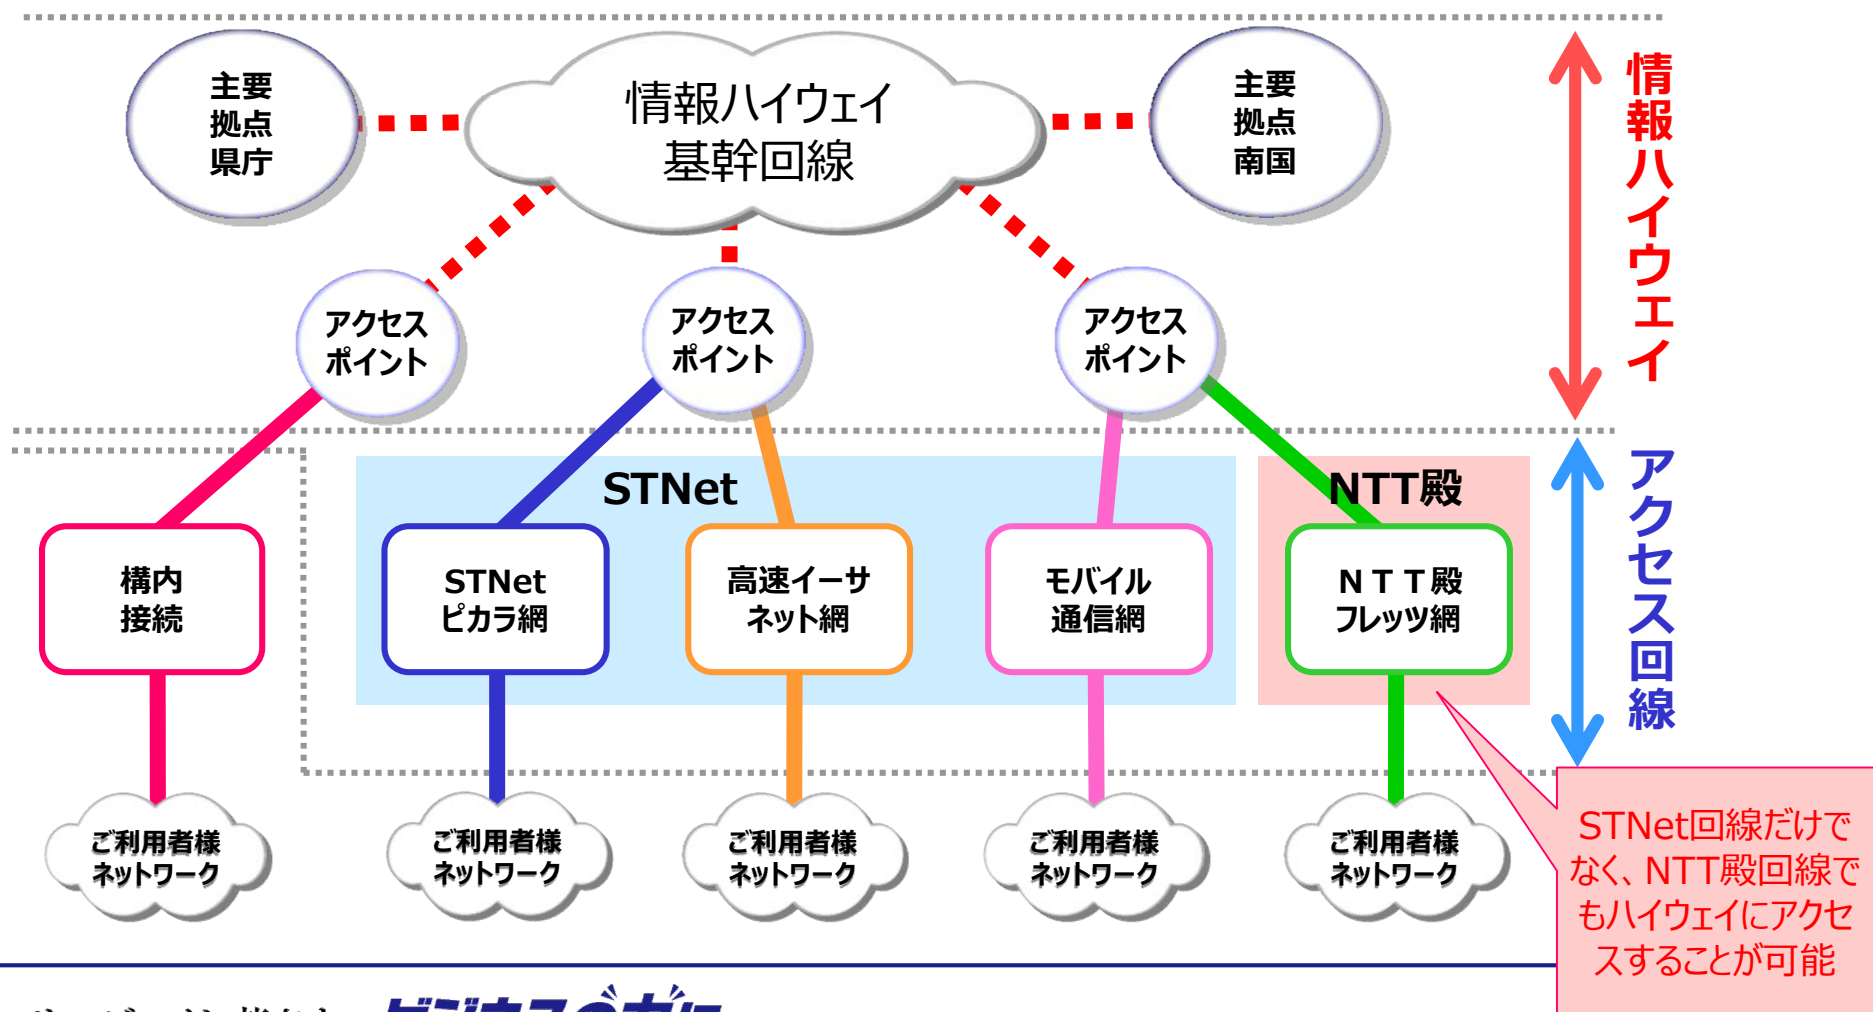 主要
拠点
県庁
情報ハイウェイ
基幹回線
主要
拠点
南国
情報ハイウェイ
アクセス
ポイント
アクセス
ポイント
アクセス
ポイント
アクセス回線
STNet
NTT殿
構内
接続
STNet
ピカラ網
高速イーサ
ネット網
モバイル
通信網
ＮＴＴ殿
フレッツ網
ご利用者様
ネットワーク
ご利用者様
ネットワーク
ご利用者様
ネットワーク
ご利用者様
ネットワーク
ご利用者様
ネットワーク
STNet回線だけで
なく、NTT殿回線で
もハイウェイにアクセ
スすることが可能